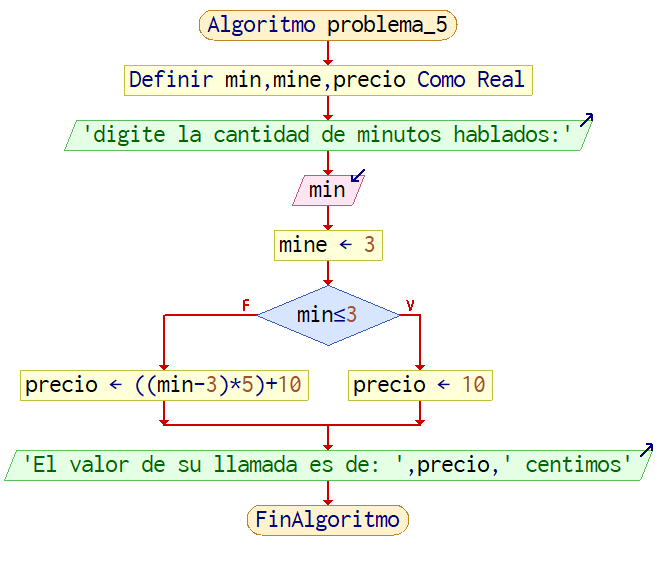 Algoritmo problema_5
Definir min,mine,precio Como Real
'digite la cantidad de minutos hablados:'
min
mine ← 3
min≤3
F
V
precio ← ((min-3)*5)+10
precio ← 10
'El valor de su llamada es de: ',precio,' centimos'
FinAlgoritmo